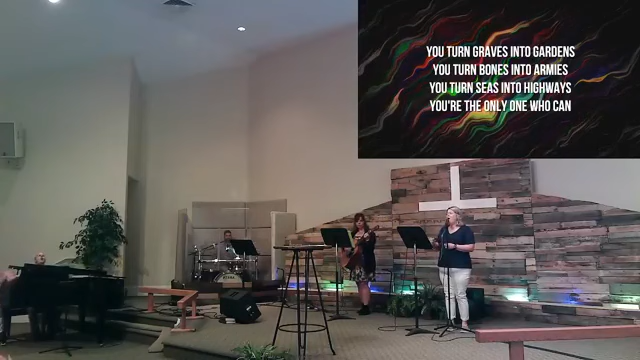 YOU TURN GRAVES INTO GARDENS
YOU TURN BONES INTO ARMIES
YOU TURN SEAS INTO HIGHWAYS
YOU'RE THE ONLY ONE WHO CAN